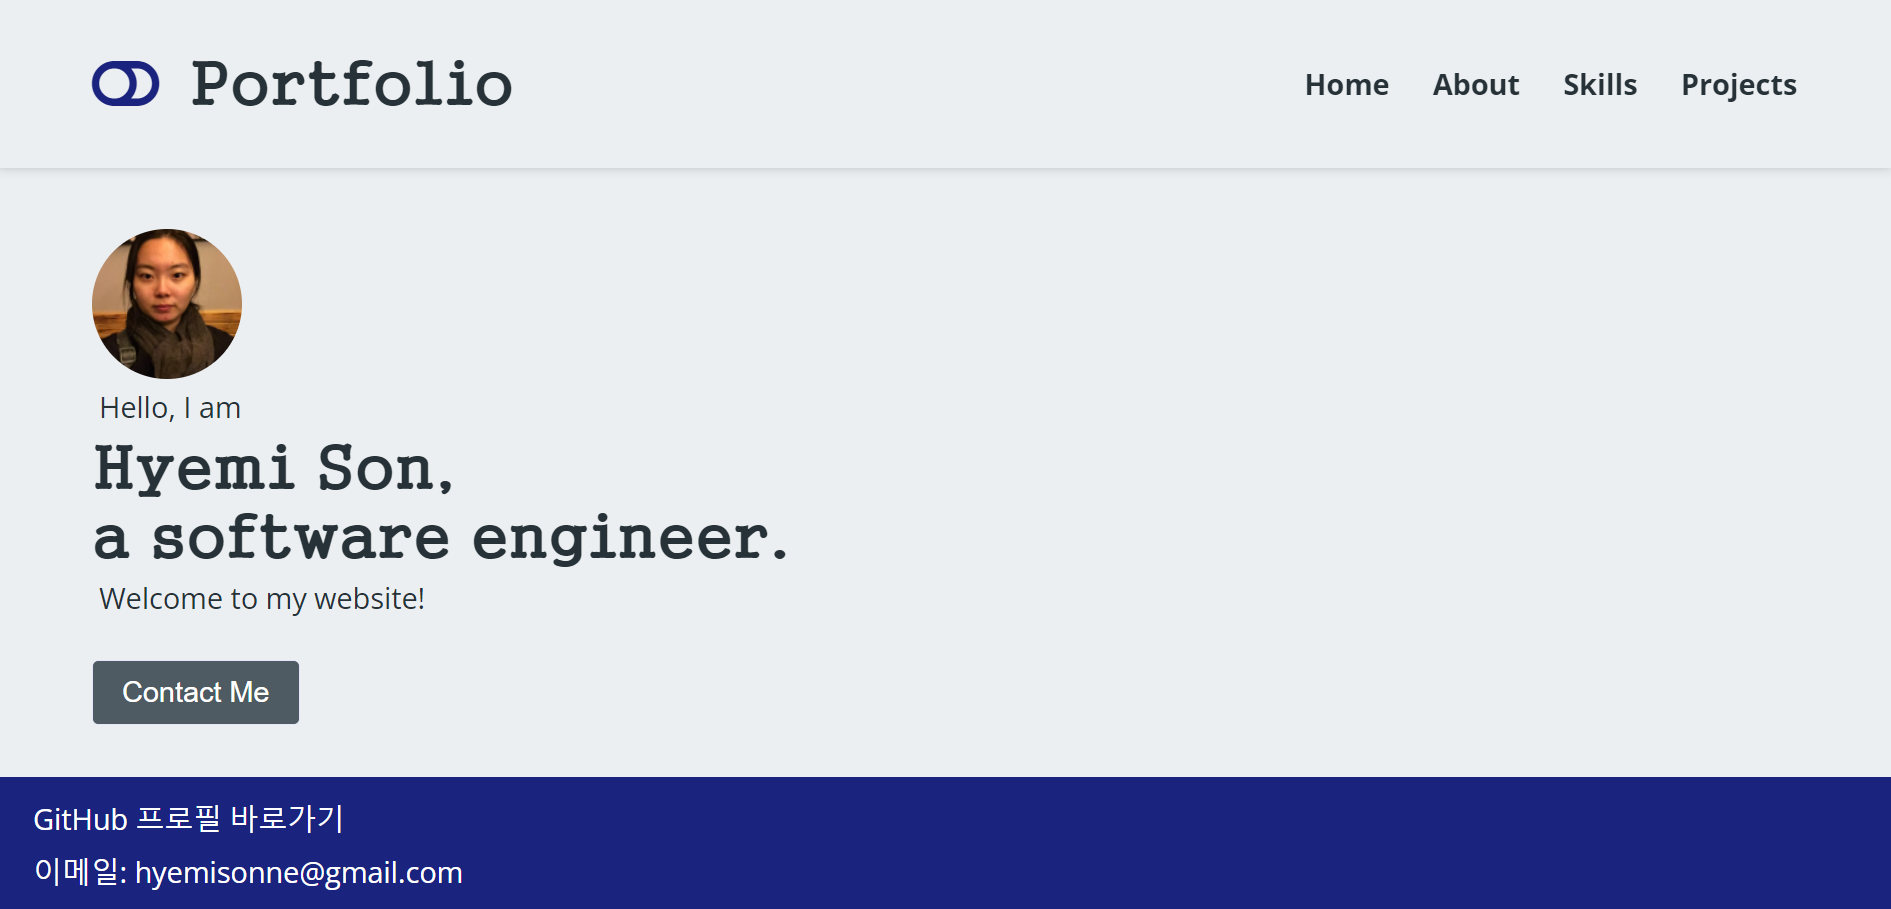 Portfolio
Home About Skills Projects
Hello, I am
Hyemi Son,
a software engineer.
Welcome to my website!
Contact Me
GitHub 프로필 바로가기
이메일: hyemisonne@gmail.com